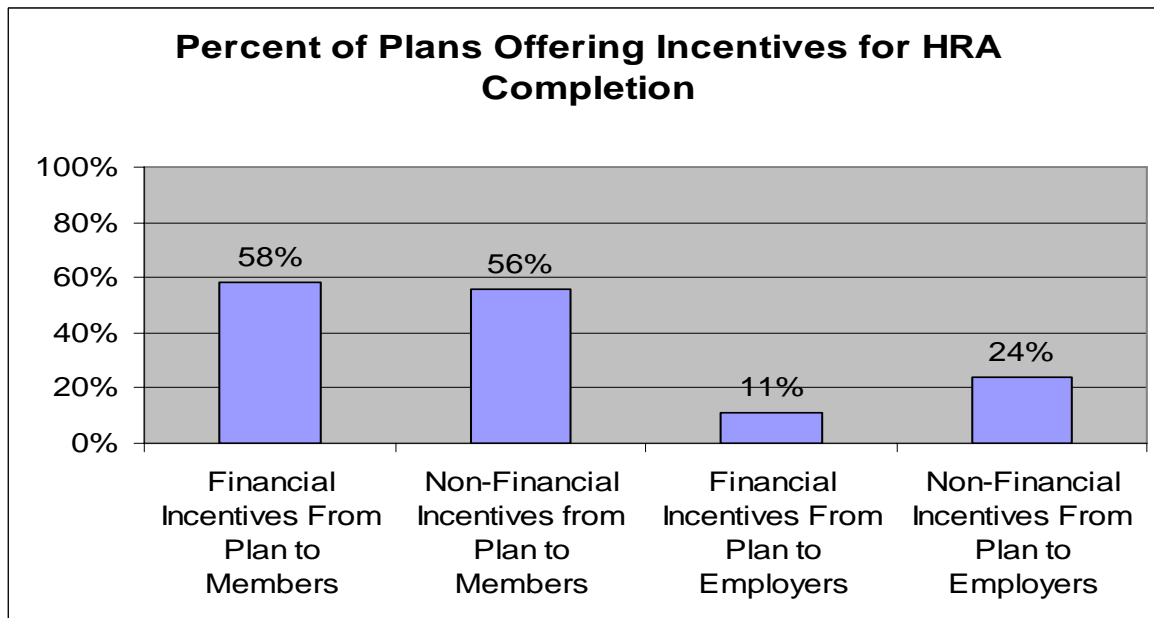 Percent of Plans Offering Incentives for HRA
Completion
100%
80%
60%
40%
20%
0%
58%
56%
11%
24%
Financial
Incentives From
Plan to
Members
Non-Financial
Incentives from
Plan to
Members
Financial
Incentives From
Plan to
Employers
Non-Financial
Incentives From
Plan to
Employers